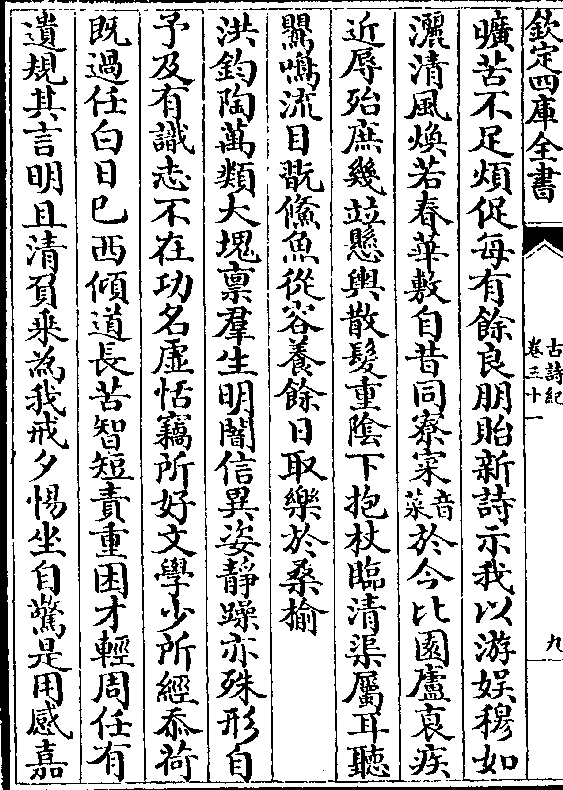 欽定四庫全書
古詩紀
卷三十一
九
曠苦不足煩促每有餘良朋貽新詩示我以游娱穆如
灑清風煥若春華敷自昔同寮寀音菜於今比園廬衰疾
近辱殆庶幾竝懸輿散髮重陰下抱杖臨清渠屬耳聽
鸎鳴流目翫鯈魚從容養餘日取樂於桑榆
洪鈞陶萬類大塊禀羣生明闇信異姿靜躁亦殊形自
予及有識志不在功名虛恬竊所好文學少所經忝荷
既過任白日已西傾道長苦智短責重困才輕周任有
遺規其言明且清負乗為我戒夕惕坐自驚是用感嘉